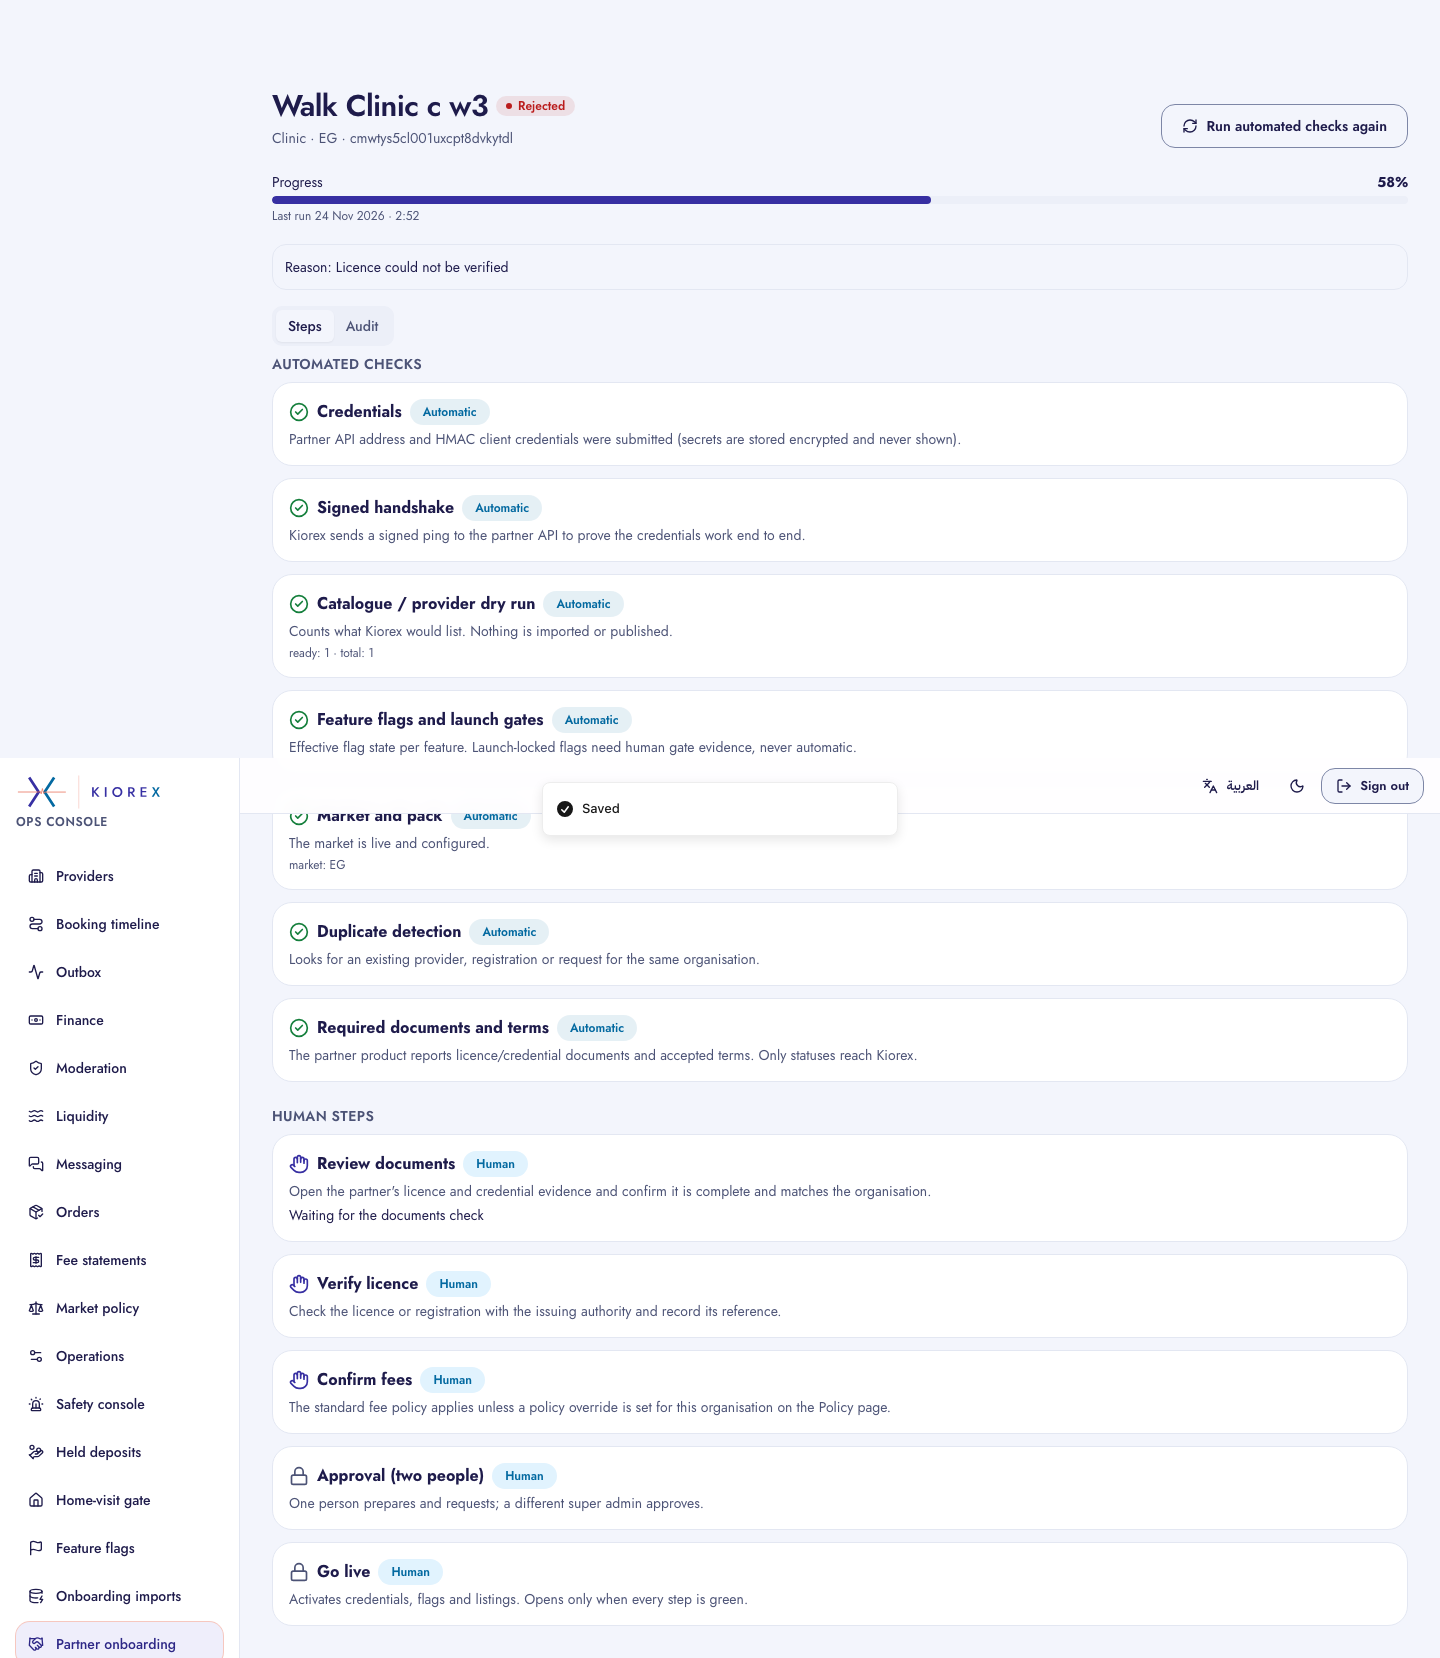 Walk Clinic c w3
Rejected
Clinic · EG · cmwtys5cl001uxcpt8dvkytdl
Run automated checks again
Progress
58%
Last run 24 Nov 2026 · 2:52
Reason: Licence could not be verified
Steps
Audit
AUTOMATED CHECKS
Credentials
Automatic
Partner API address and HMAC client credentials were submitted (secrets are stored encrypted and never shown).
Signed handshake
Automatic
Kiorex sends a signed ping to the partner API to prove the credentials work end to end.
Catalogue / provider dry run
Automatic
Counts what Kiorex would list. Nothing is imported or published.
ready: 1 · total: 1
Feature flags and launch gates
Automatic
Effective flag state per feature. Launch-locked flags need human gate evidence, never automatic.
KIOREX
OPS CONSOLE
العربية
Sign out
Saved
Market and pack
Automatic
The market is live and configured.
market: EG
Duplicate detection
Automatic
Looks for an existing provider, registration or request for the same organisation.
Required documents and terms
Automatic
The partner product reports licence/credential documents and accepted terms. Only statuses reach Kiorex.
HUMAN STEPS
Review documents
Human
Open the partner's licence and credential evidence and confirm it is complete and matches the organisation.
Waiting for the documents check
Verify licence
Human
Check the licence or registration with the issuing authority and record its reference.
Confirm fees
Human
The standard fee policy applies unless a policy override is set for this organisation on the Policy page.
Approval (two people)
Human
One person prepares and requests; a different super admin approves.
Go live
Human
Activates credentials, flags and listings. Opens only when every step is green.
Providers
Booking timeline
Outbox
Finance
Moderation
Liquidity
Messaging
Orders
Fee statements
Market policy
Operations
Safety console
Held deposits
Home-visit gate
Feature flags
Onboarding imports
Partner onboarding